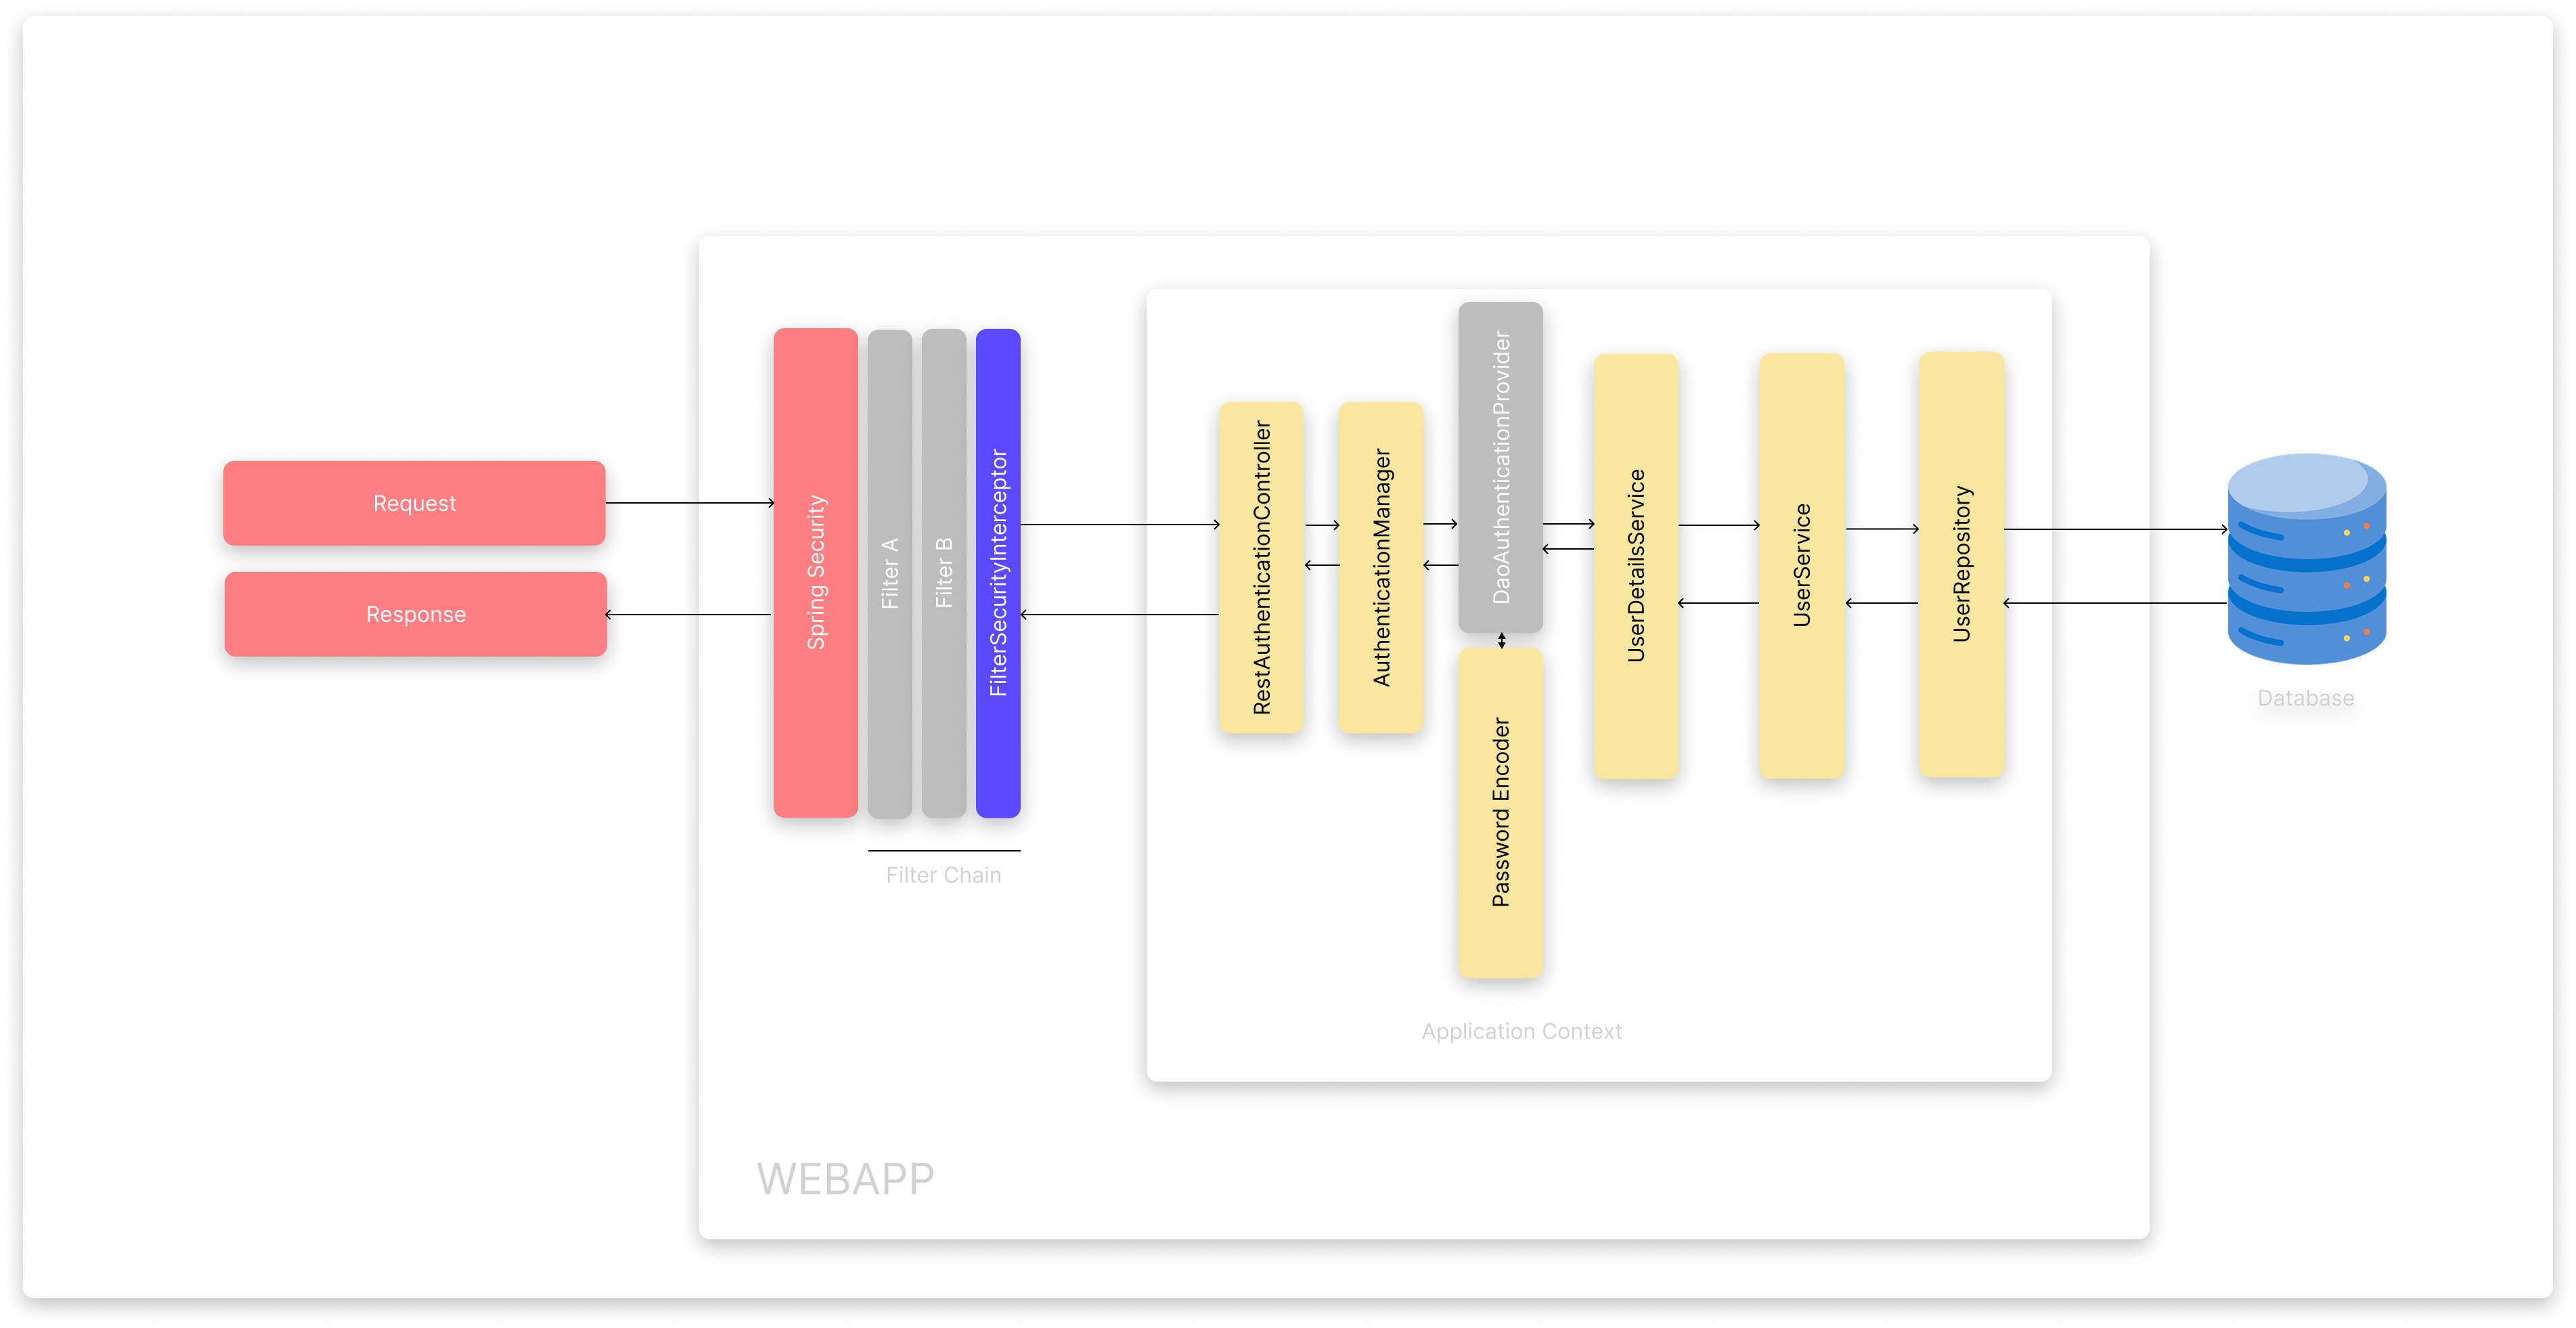 Request
Response
Spring Security
Filter A
Filter B
FilterSecurityInterceptor
Filter Chain
RestAuthenticationController
AuthenticationManager
DaoAuthenticationProvider
Password Encoder
UserDetailsService
UserService
UserRepository
Database
Application Context
WEBAPP